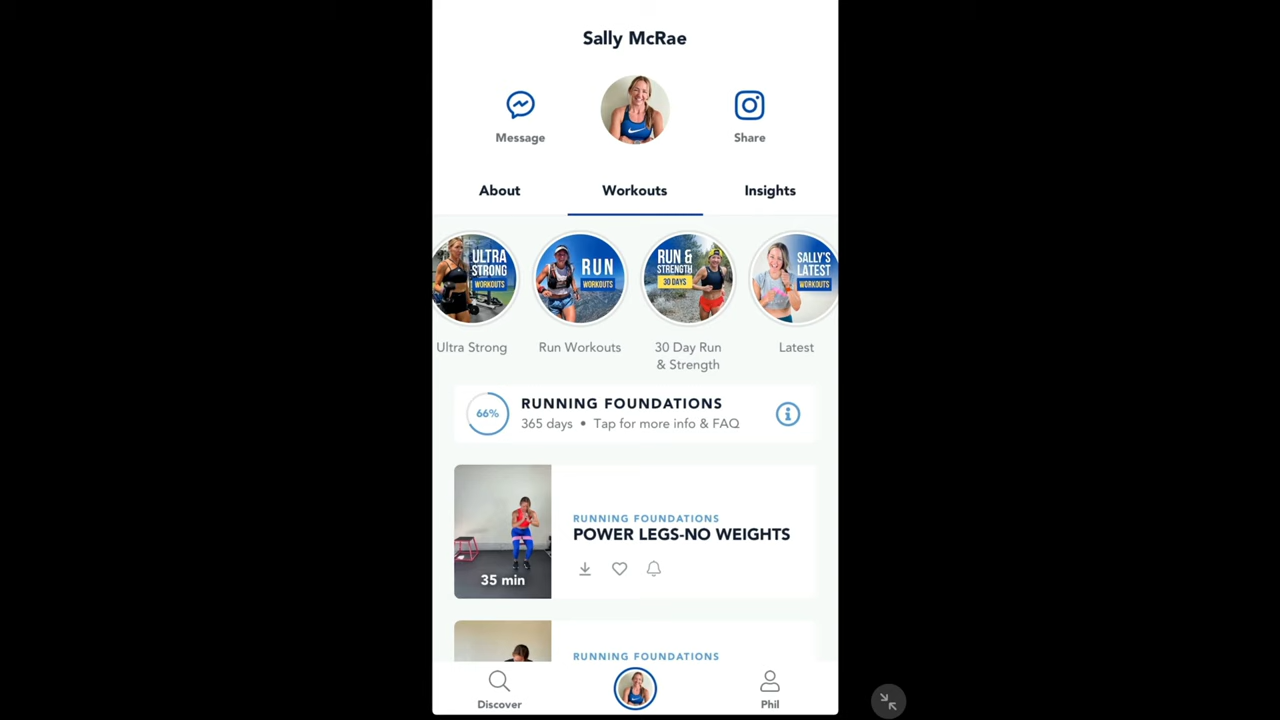 Sally McRae
Message
Share
About
Workouts
Insights
ULTRA
STRONG
WORKOUTS
RUN
WORKOUTS
RUN &
STRENGTH
30 DAYS
SALLY'S
LATEST
WORKOUTS
Ultra Strong
Run Workouts
30 Day Run
& Strength
Latest
66%
RUNNING FOUNDATIONS
365 days • Tap for more info & FAQ
RUNNING FOUNDATIONS
POWER LEGS-NO WEIGHTS
35 min
RUNNING FOUNDATIONS
Discover
Phil